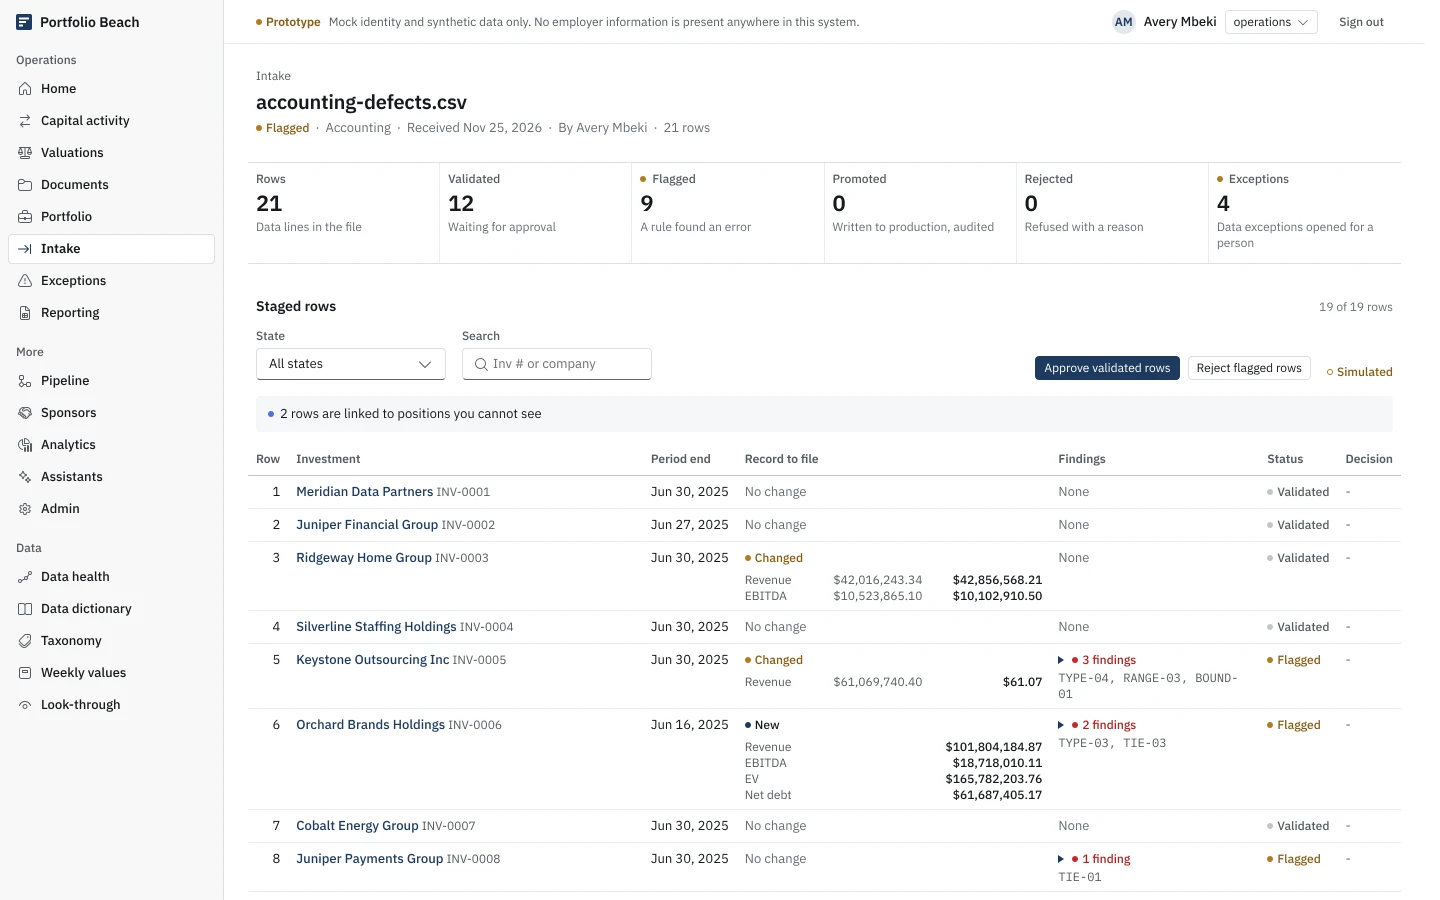 Portfolio Beach
Prototype Mock identity and synthetic data only. No employer information is present anywhere in this system.
AM Avery Mbeki operations Sign out
Operations
Home
Capital activity
Valuations
Documents
Portfolio
Intake
Exceptions
Reporting
More
Pipeline
Sponsors
Analytics
Assistants
Admin
Data
Data health
Data dictionary
Taxonomy
Weekly values
Look-through
Intake
accounting-defects.csv
Flagged · Accounting · Received Nov 25, 2026 · By Avery Mbeki · 21 rows
Rows
21
Data lines in the file
Validated
12
Waiting for approval
Flagged
9
A rule found an error
Promoted
0
Written to production, audited
Rejected
0
Refused with a reason
Exceptions
4
Data exceptions opened for a
person
Staged rows
19 of 19 rows
State
All states
Search
Inv # or company
Approve validated rows Reject flagged rows Simulated
2 rows are linked to positions you cannot see
Row Investment Period end Record to file Findings Status Decision
1 Meridian Data Partners INV-0001 Jun 30, 2025 No change None Validated -
2 Juniper Financial Group INV-0002 Jun 27, 2025 No change None Validated -
3 Ridgeway Home Group INV-0003 Jun 30, 2025 Changed None Validated -
Revenue $42,016,243.34 $42,856,568.21
EBITDA $10,523,865.10 $10,102,910.50
4 Silverline Staffing Holdings INV-0004 Jun 30, 2025 No change None Validated -
5 Keystone Outsourcing Inc INV-0005 Jun 30, 2025 Changed 3 findings Flagged -
Revenue $61,069,740.40 $61.07 TYPE-04, RANGE-03, BOUND-
01
6 Orchard Brands Holdings INV-0006 Jun 16, 2025 New 2 findings Flagged -
Revenue $101,804,184.87 TYPE-03, TIE-03
EBITDA $18,718,010.11
EV $165,782,203.76
Net debt $61,687,405.17
7 Cobalt Energy Group INV-0007 Jun 30, 2025 No change None Validated -
8 Juniper Payments Group INV-0008 Jun 30, 2025 No change 1 finding Flagged -
TIE-01